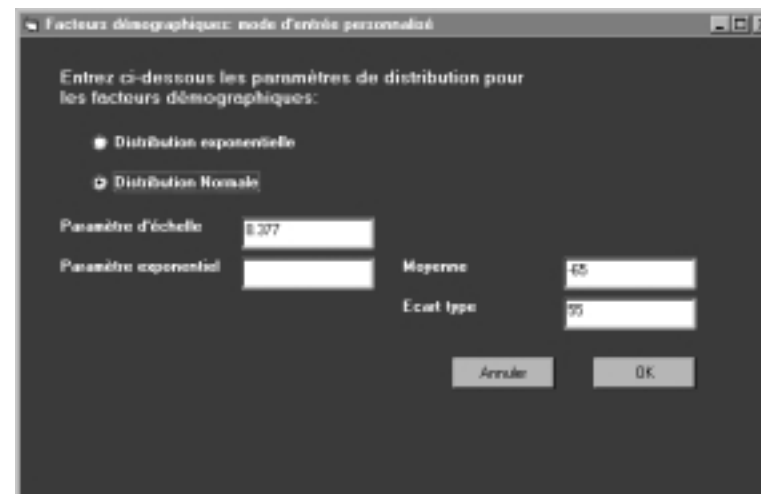 Facteurs démographiques: mode d'entrée personnalisé
Entrez ci-dessous les paramètres de distribution pour
les facteurs démographiques:
Distribution exponentielle
Distribution Normale
Paramètre d'échelle
0.377
Paramètre exponentiel
Moyenne
-65
Ecart type
55
Annuler
OK